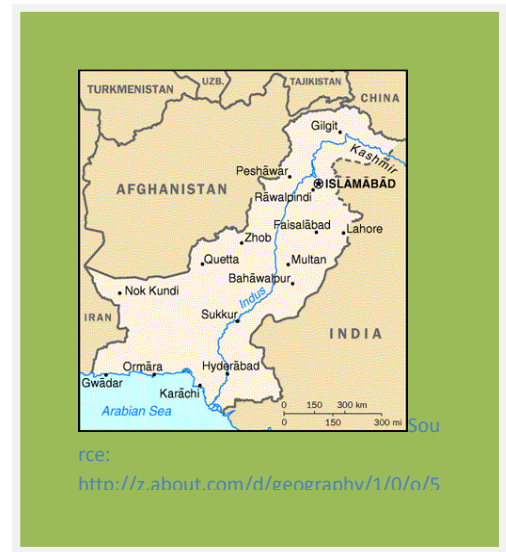 UZB.
TURKMENISTAN
TAJIKISTAN
CHINA
Gilgit
Kashmir
Peshāwar
ISLĀMĀBĀD
AFGHANISTAN
Rāwalpindi
Faisalābad
Lahore
Zhob
Quetta
Multan
Bahāwalpur
Nok Kundi
Indus
IRAN
Sukkur
INDIA
Ormāra
Hyderābad
Gwādar
Karāchi
Arabian Sea
0 150 300 km
0 150 300 mi
Sou
rce:
http://z.about.com/d/geography/1/0/o/5